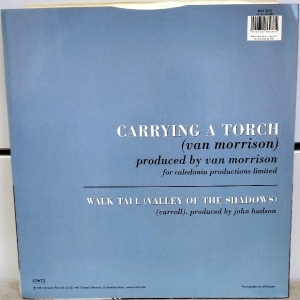 CARRYING A TORCH
(van morrison)
produced by van morrison
for caledonia productions limited
WALK TALL (VALLEY OF THE SHADOWS)
(carroll). produced by john hudson